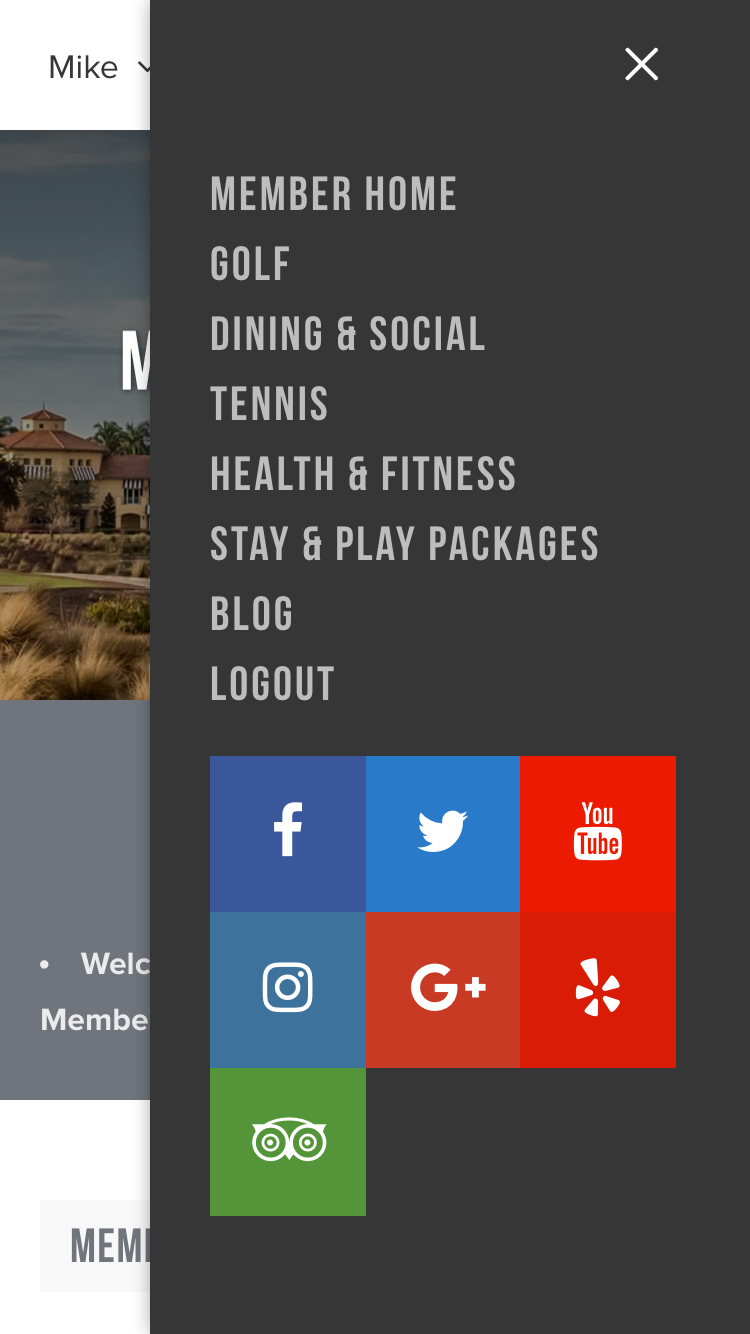 Mike
MEMBER HOME
GOLF
DINING & SOCIAL
M
TENNIS
HEALTH & FITNESS
STAY & PLAY PACKAGES
BLOG
LOGOUT
f
You
Tube
G+
• Welc
Membe
MEM